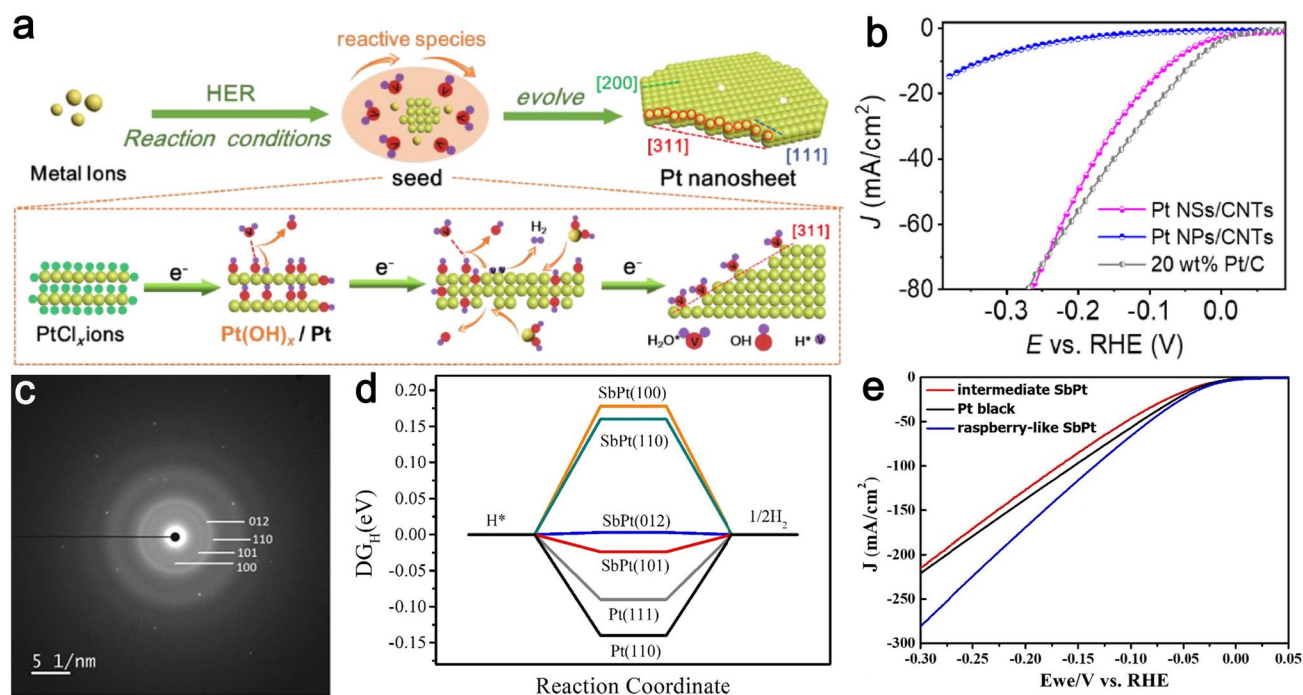 a
reactive species
HER
Reaction conditions
evolve
[200]
[311]
[111]
Metal Ions
seed
Pt nanosheet
H₂
[311]
e⁻
e⁻
e⁻
PtClₓions
Pt(OH)ₓ / Pt
V
H₂O*
OH
H*
V
b
0
-20
-40
-60
-80
J (mA/cm²)
Pt NSs/CNTs
Pt NPs/CNTs
20 wt% Pt/C
-0.3
-0.2
-0.1
0.0
E vs. RHE (V)
c
012
110
101
100
5 1/nm
d
0.20
0.15
0.10
0.05
0.00
-0.05
-0.10
-0.15
DG_H(eV)
SbPt(100)
SbPt(110)
SbPt(012)
H*
1/2H₂
SbPt(101)
Pt(111)
Pt(110)
Reaction Coordinate
e
0
-50
-100
-150
-200
-250
-300
J (mA/cm²)
intermediate SbPt
Pt black
raspberry-like SbPt
-0.30
-0.25
-0.20
-0.15
-0.10
-0.05
0.00
0.05
Ewe/V vs. RHE